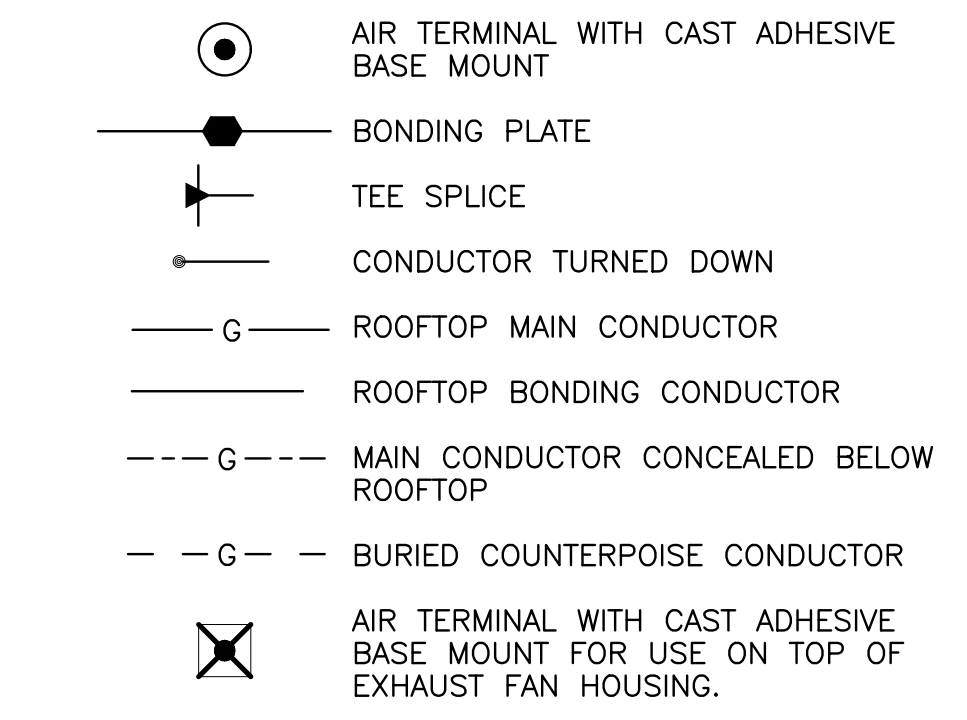 AIR TERMINAL WITH CAST ADHESIVE
BASE MOUNT
BONDING PLATE
TEE SPLICE
CONDUCTOR TURNED DOWN
G ROOFTOP MAIN CONDUCTOR
ROOFTOP BONDING CONDUCTOR
G MAIN CONDUCTOR CONCEALED BELOW
ROOFTOP
G BURIED COUNTERPOISE CONDUCTOR
AIR TERMINAL WITH CAST ADHESIVE
BASE MOUNT FOR USE ON TOP OF
EXHAUST FAN HOUSING.